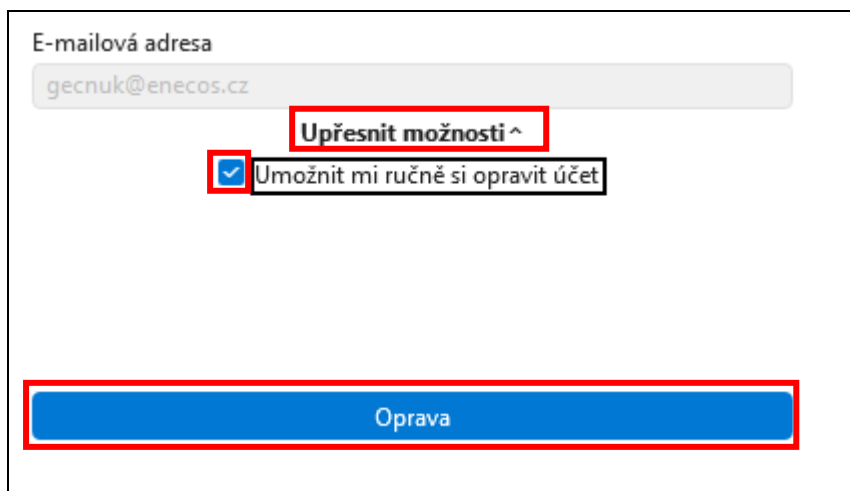 E-mailová adresa
gecnuk@enecos.cz
Upřesnit možnosti ^
Umožnit mi ručně si opravit účet
Oprava